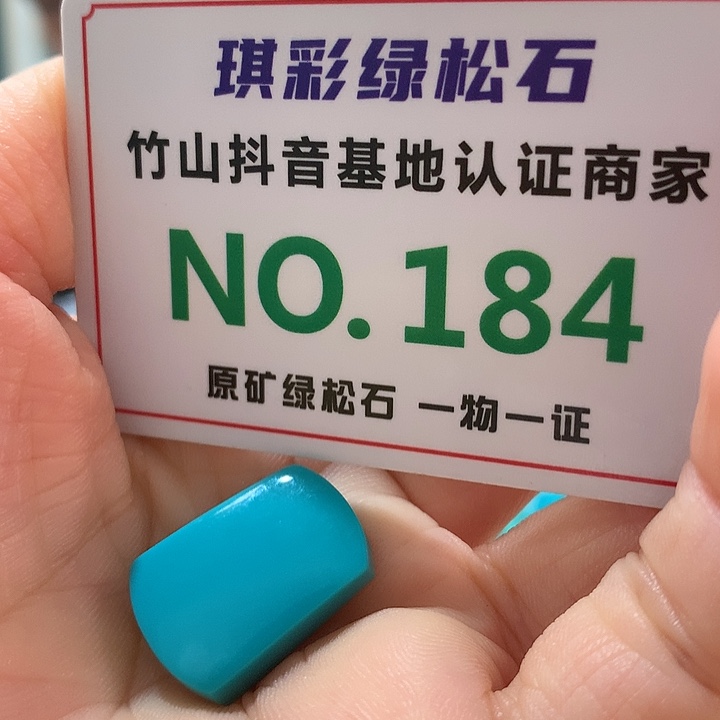 琪彩绿松石
竹山抖音基地认证商家
NO.184
原矿绿松石 一物一证